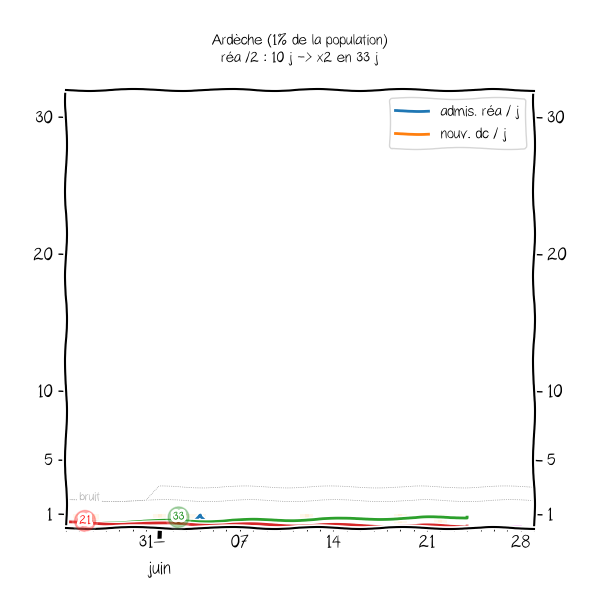 Ardèche (1% de la population)
réa /2 : 10 j -> x2 en 33 j
admis. réa / j
nouv. dc / j
30 30
20 20
10 10
5 5
bruit
1 21 33 1
31 07 14 21 28
juin